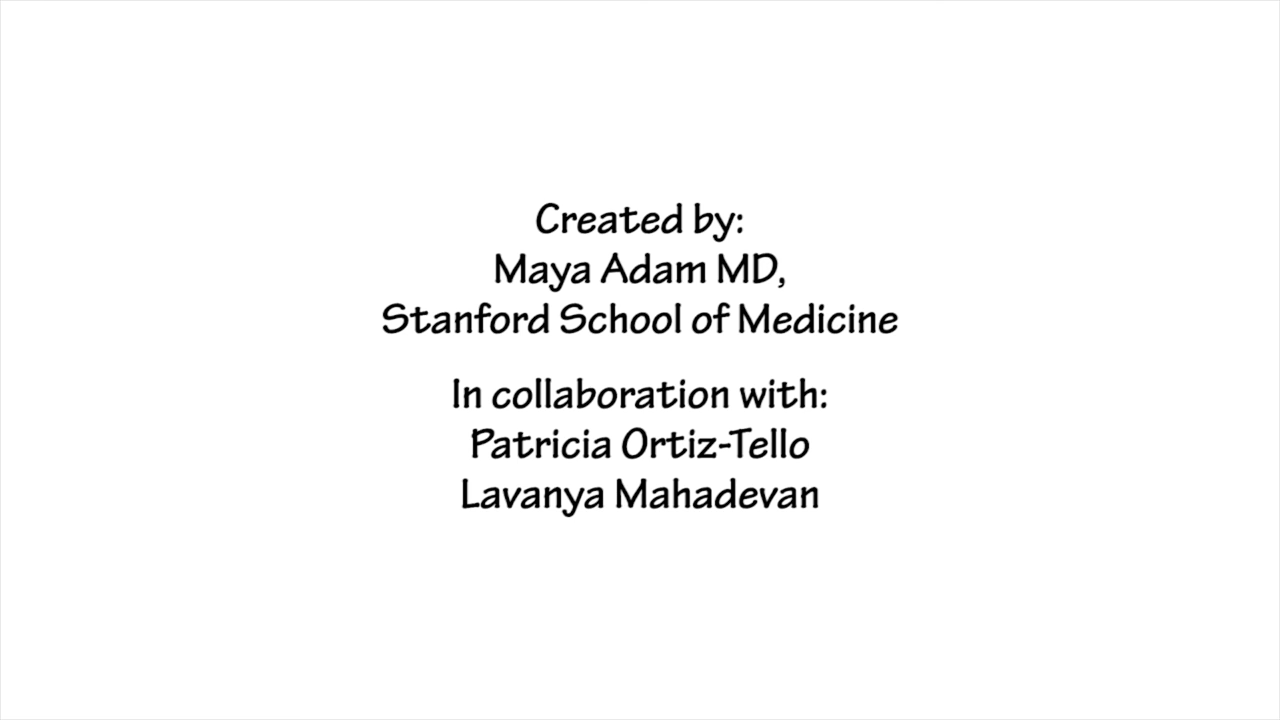 Created by:
Maya Adam MD,
Stanford School of Medicine
In collaboration with:
Patricia Ortiz-Tello
Lavanya Mahadevan